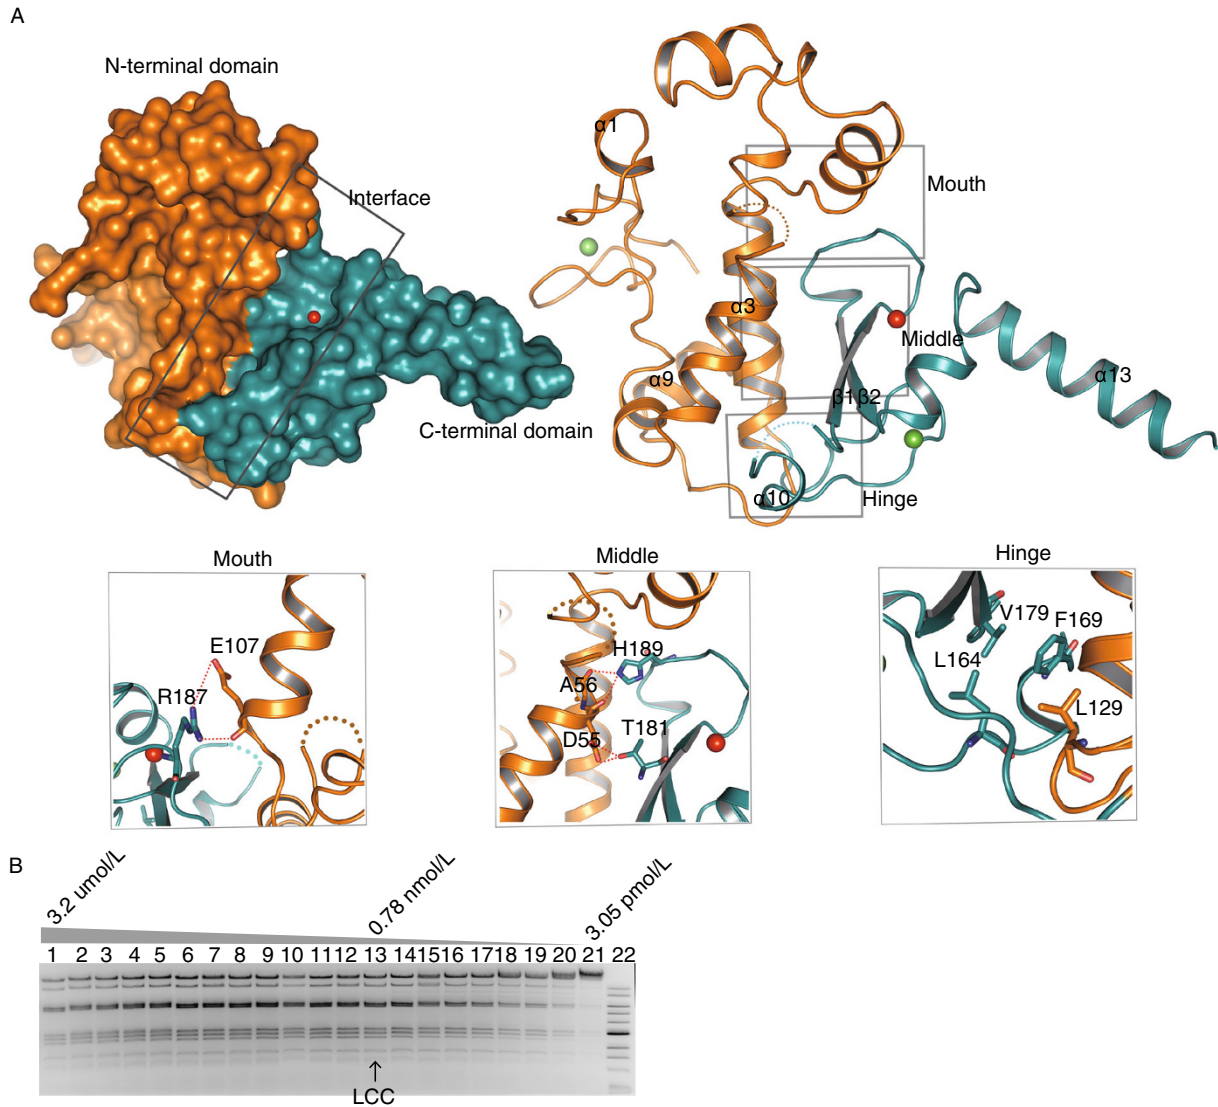 A
N-terminal domain
Interface
C-terminal domain
α1
Mouth
α3
Middle
α9
α13
β1β2
α10
Hinge
Mouth
E107
R187
Middle
H189
A56
D55
T181
Hinge
V179
F169
L164
L129
B
3.2 umol/L
0.78 nmol/L
3.05 pmol/L
1 2 3 4 5 6 7 8 9 10 11 12 13 14 15 16 17 18 19 20 21 22
LCC